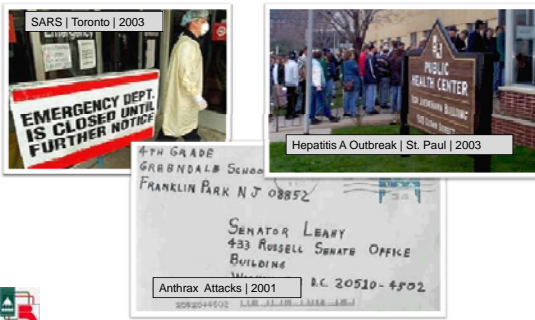 SARS | Toronto | 2003
EMERGENCY DEPT.
IS CLOSED UNTIL
FURTHER NOTICE
PUBLIC
HEALTH CENTER
Hepatitis A Outbreak | St. Paul | 2003
4TH GRADE
GREENDALE SCHOOL
FRANKLIN PARK NJ 08852
SENATOR LEAHY
433 RUSSELL SENATE OFFICE
BUILDING
D.C. 20510-4502
Anthrax Attacks | 2001